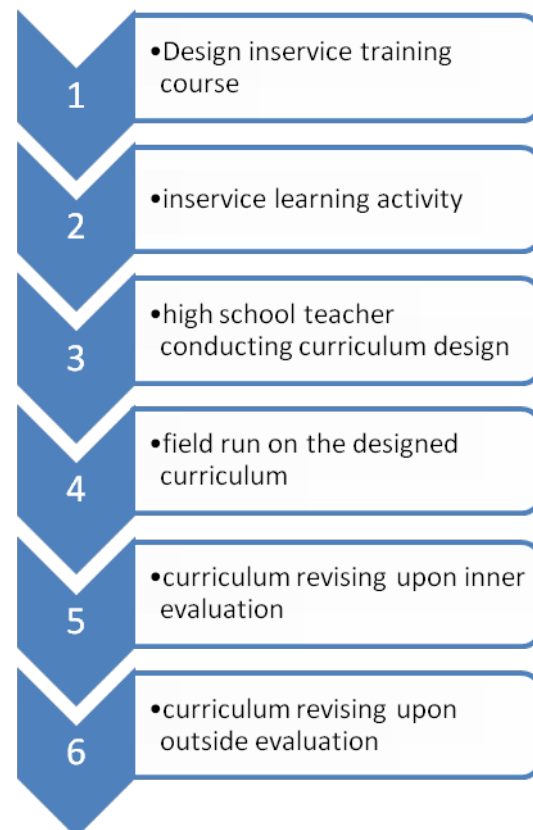 1
•Design inservice training
course
2
•inservice learning activity
3
•high school teacher
conducting curriculum design
4
•field run on the designed
curriculum
5
•curriculum revising upon inner
evaluation
6
•curriculum revising upon
outside evaluation